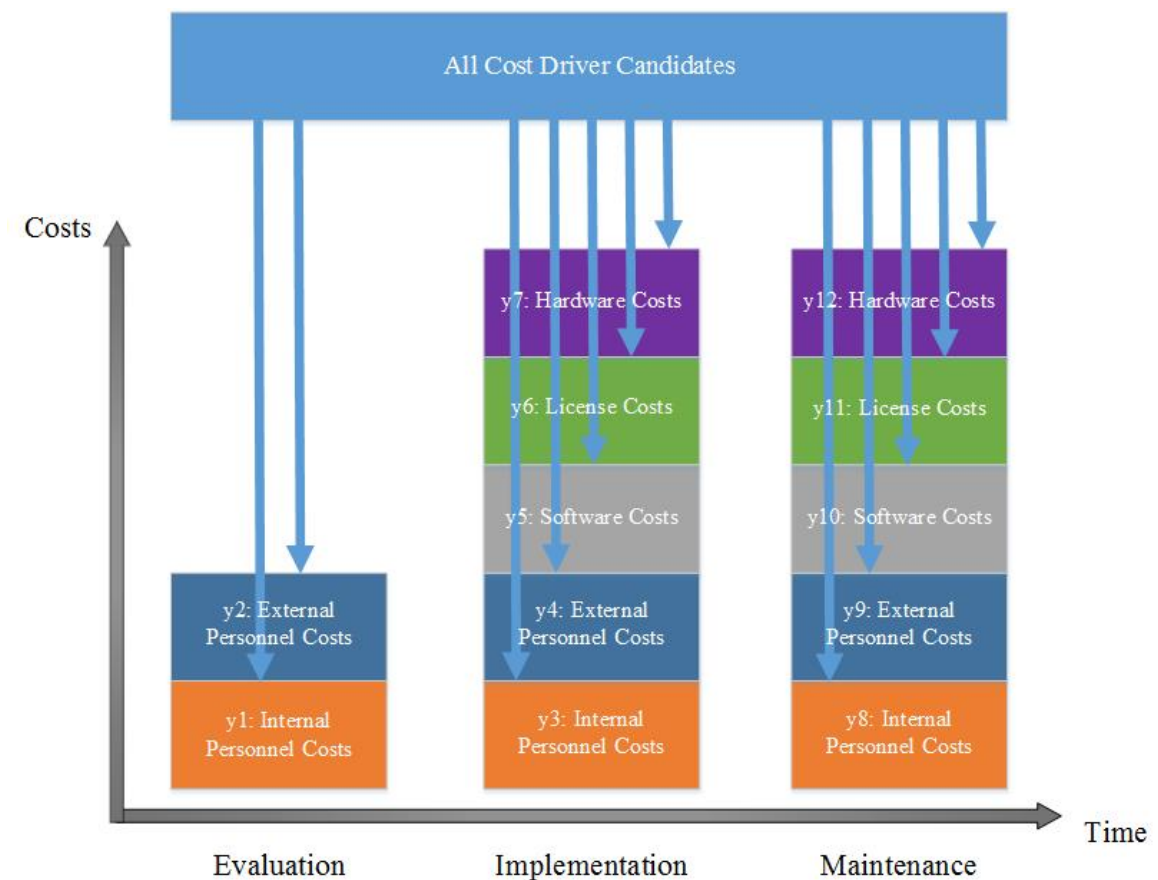 All Cost Driver Candidates
Costs
y7: Hardware Costs
y12: Hardware Costs
y6: License Costs
y11: License Costs
y5: Software Costs
y10: Software Costs
y2: External
Personnel Costs
y4: External
Personnel Costs
y9: External
Personnel Costs
y1: Internal
Personnel Costs
y3: Internal
Personnel Costs
y8: Internal
Personnel Costs
Time
Evaluation
Implementation
Maintenance